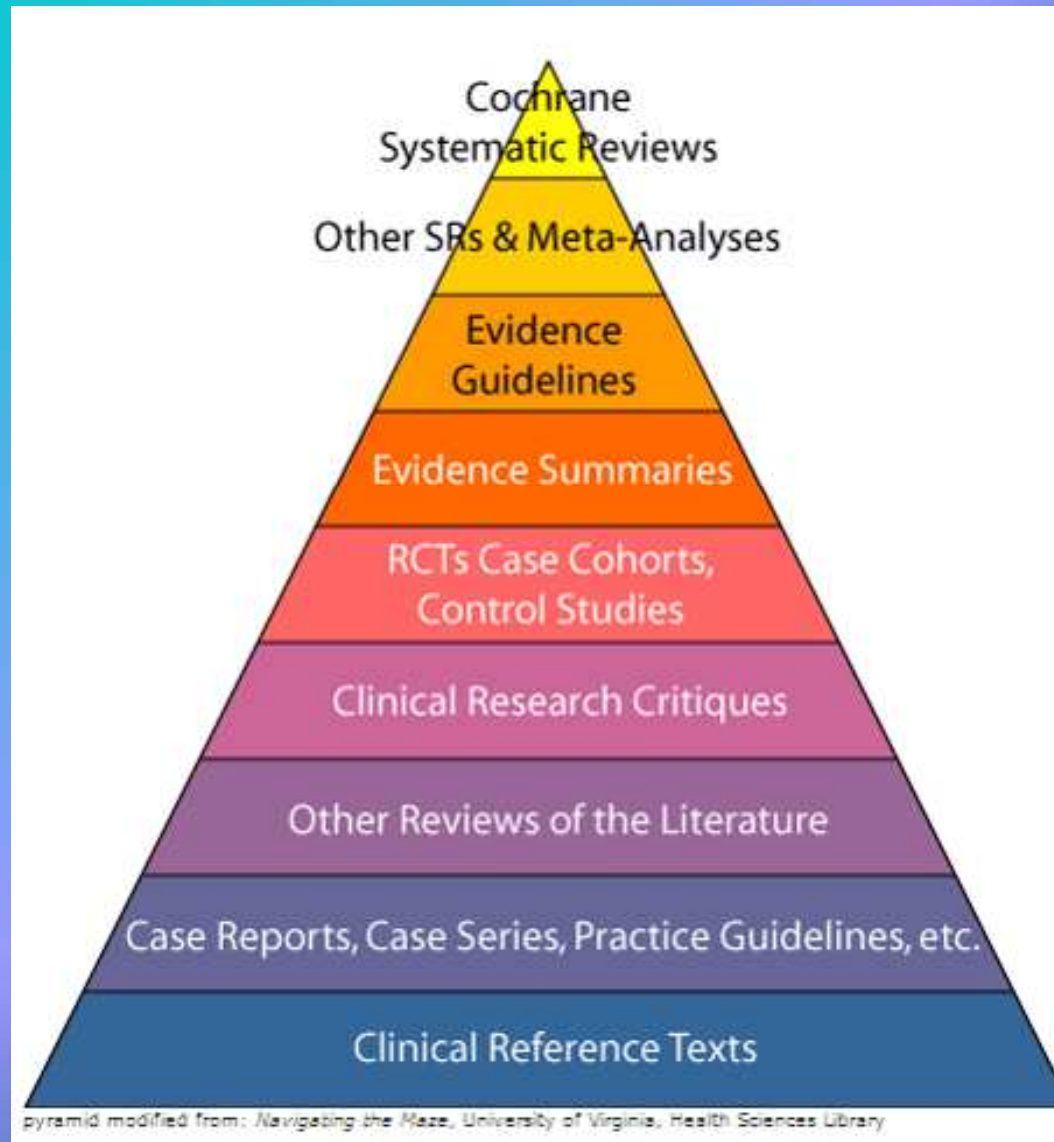 Cochrane
Systematic Reviews
Other SRs & Meta-Analyses
Evidence
Guidelines
Evidence Summaries
RCTs Case Cohorts,
Control Studies
Clinical Research Critiques
Other Reviews of the Literature
Case Reports, Case Series, Practice Guidelines, etc.
Clinical Reference Texts
pyramid modified from: Navigating the Maze, University of Virginia, Health Sciences Library